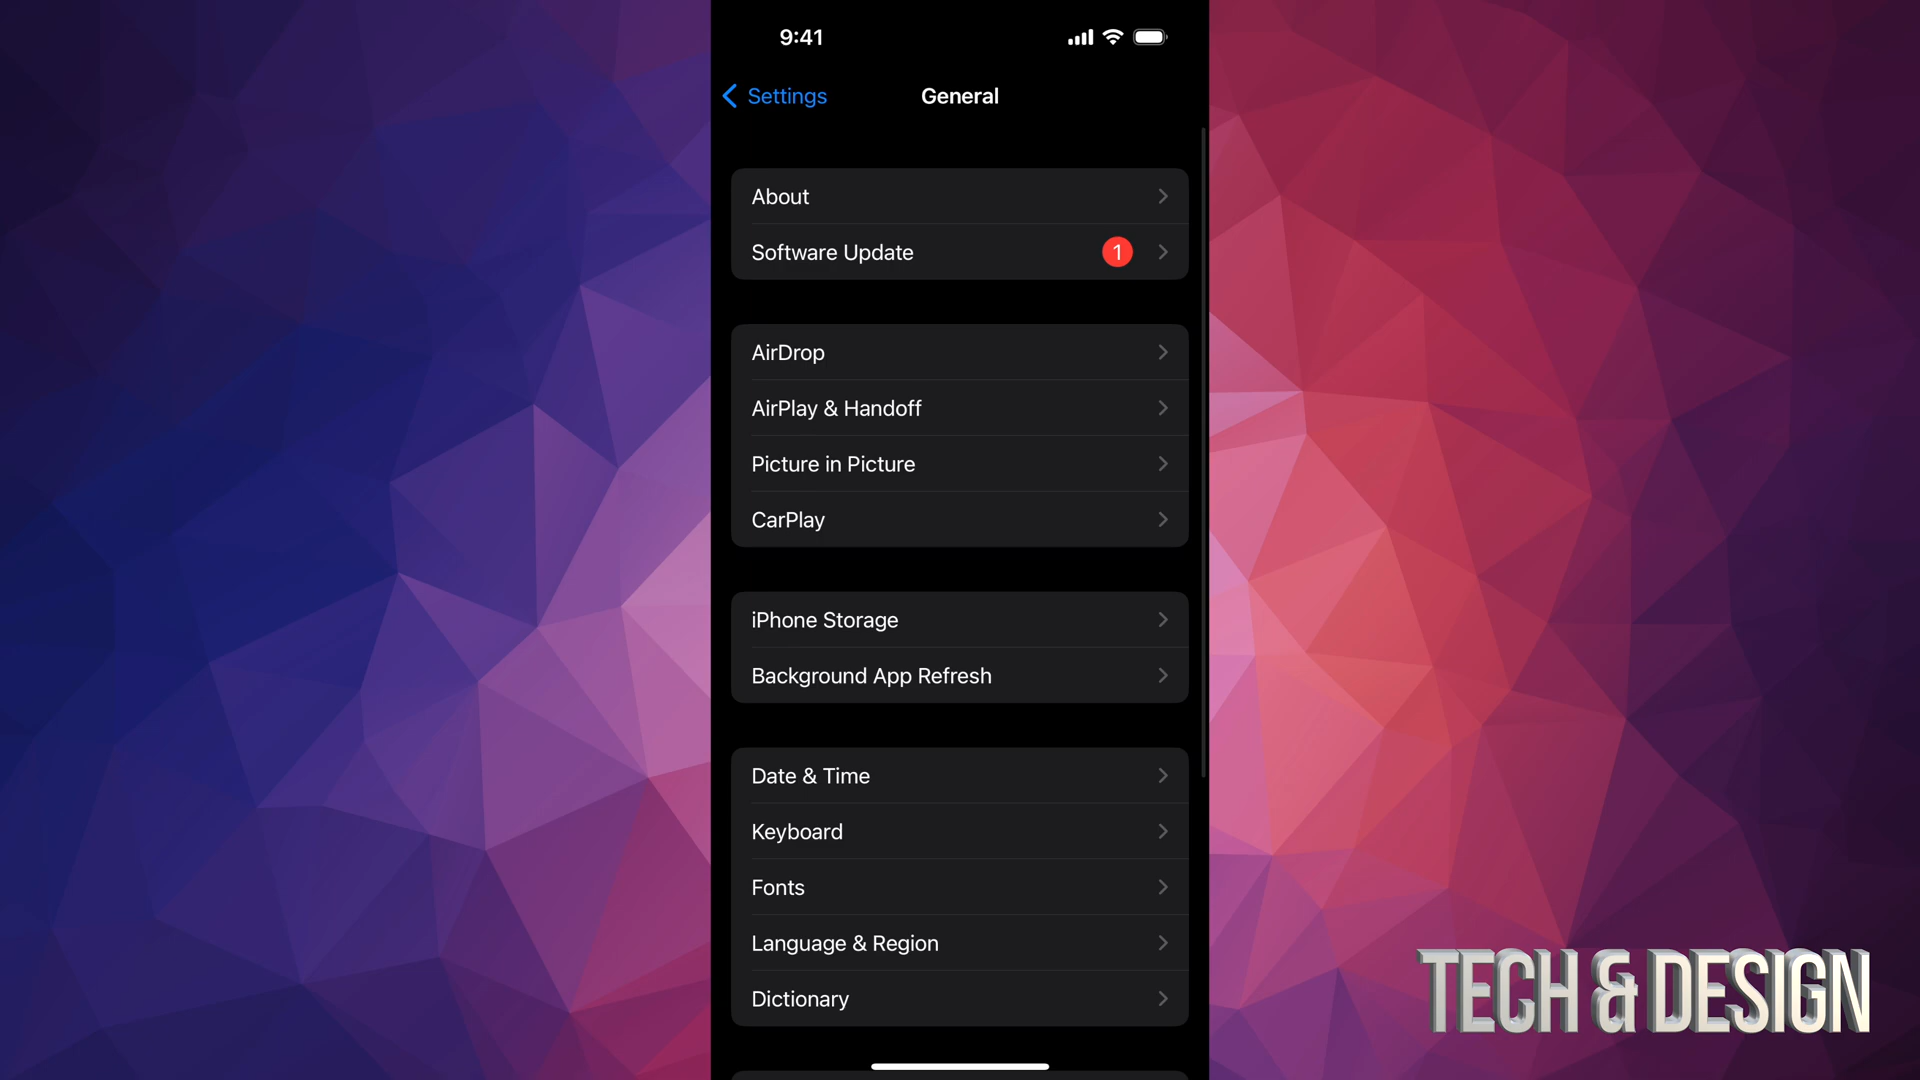 9:41
Settings
General
About
Software Update 1
AirDrop
AirPlay & Handoff
Picture in Picture
CarPlay
iPhone Storage
Background App Refresh
Date & Time
Keyboard
Fonts
Language & Region
Dictionary
TECH & DESIGN